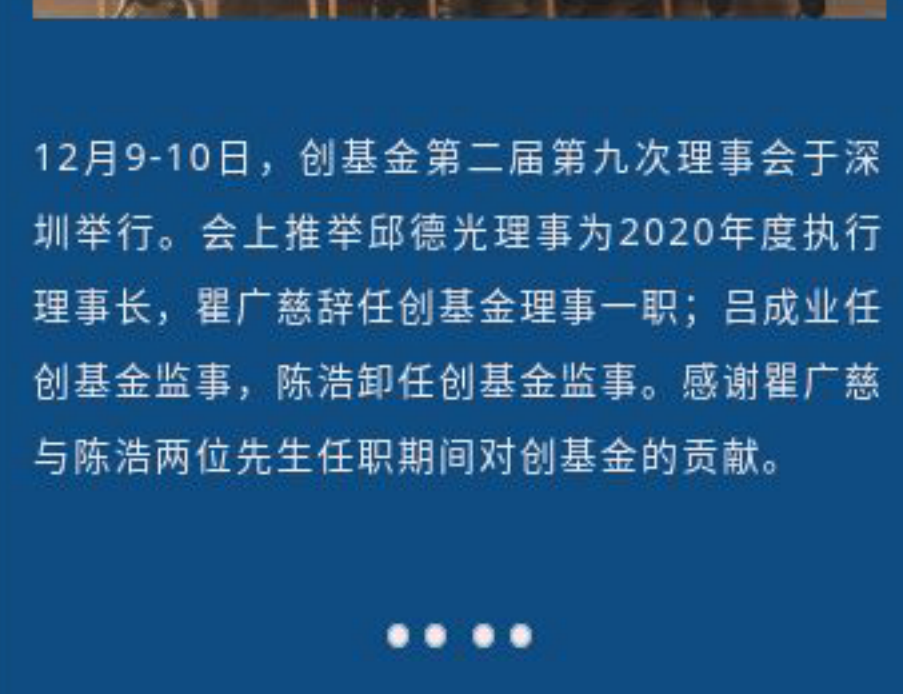 12月9-10日，创基金第二届第九次理事会于深
圳举行。会上推举邱德光理事为2020年度执行
理事长，瞿广慈辞任创基金理事一职；吕成业任
创基金监事，陈浩卸任创基金监事。感谢瞿广慈
与陈浩两位先生任职期间对创基金的贡献。